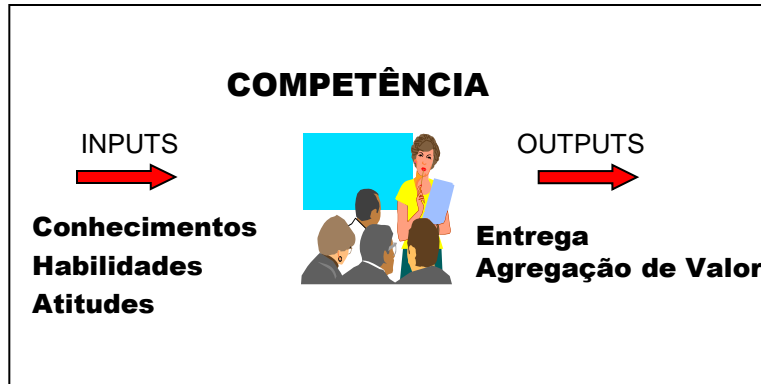 COMPETÊNCIA
INPUTS
OUTPUTS
Conhecimentos
Habilidades
Atitudes
Entrega
Agregação de Valor